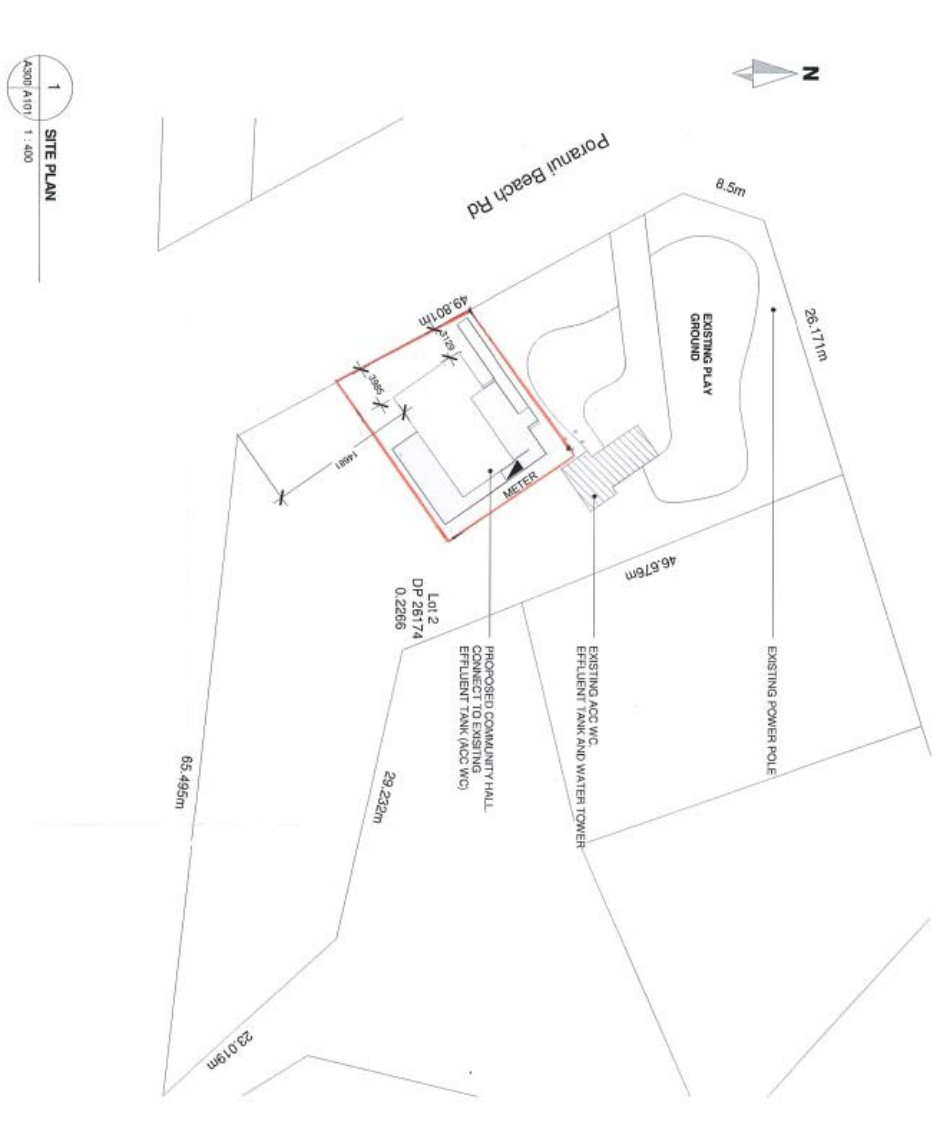 N
Poranui Beach Rd
8.5m
26.171m
EXISTING PLAY
GROUND
49.801m
3129
3985
14681
METER
46.676m
EXISTING POWER POLE
EXISTING ACC WC.
EFFLUENT TANK AND WATER TOWER
PROPOSED COMMUNITY HALL.
CONNECT TO EXISITNG
EFFLUENT TANK (ACC WC)
Lot 2
DP 26174
0.2266
29.232m
65.495m
23.019m
1
SITE PLAN
A300 A101 1 : 400